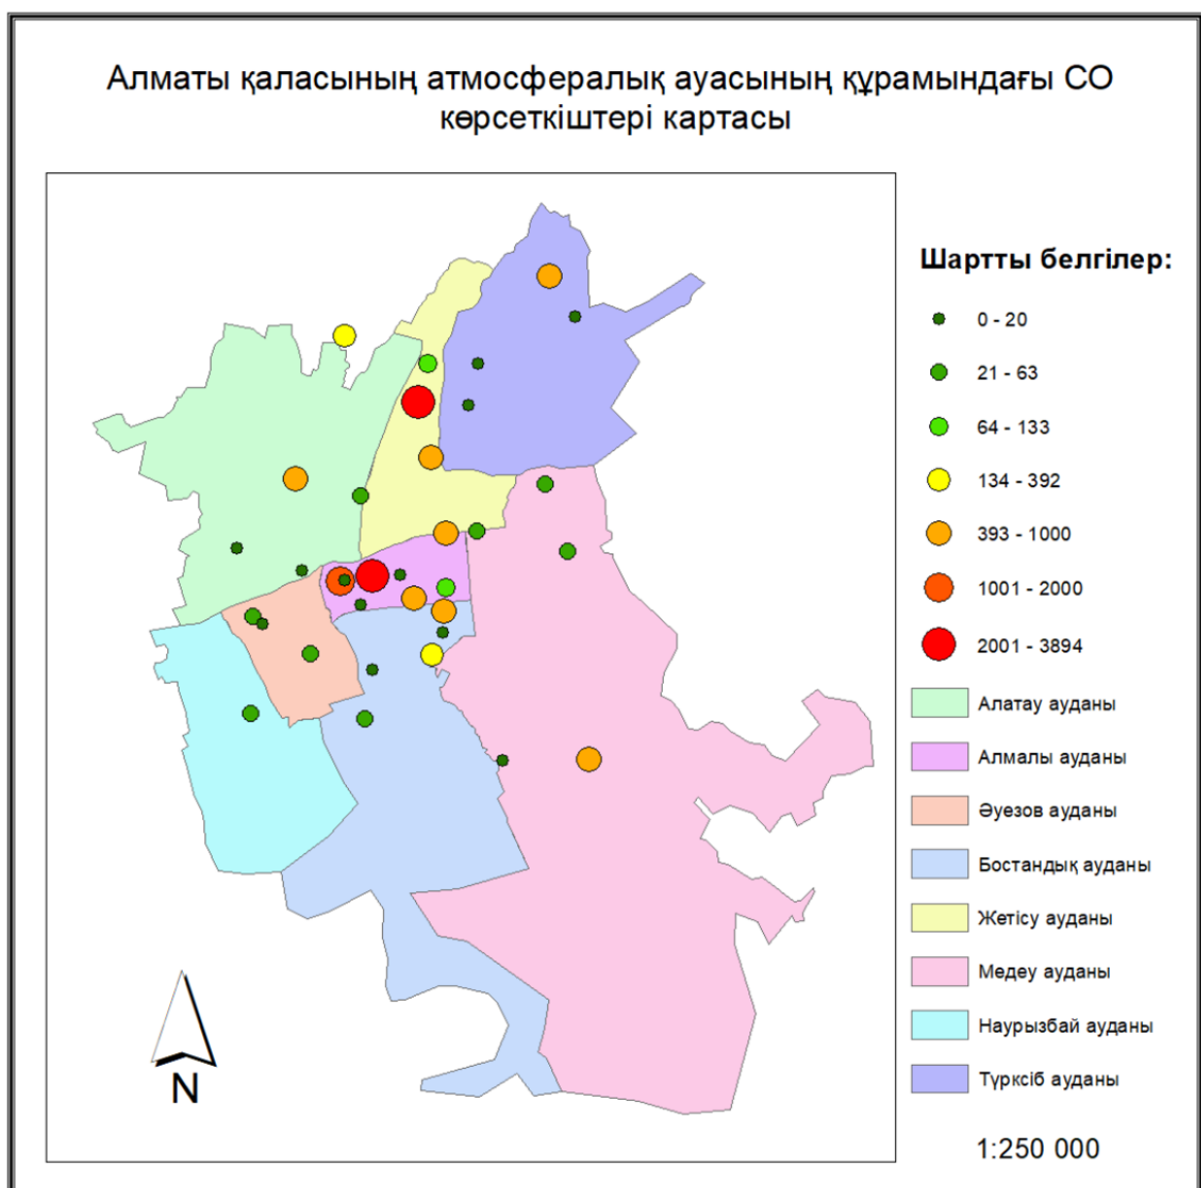 Алматы қаласының атмосфералық ауасының құрамындағы СО
көрсеткіштері картасы
Шартты белгілер:
0 - 20
21 - 63
64 - 133
134 - 392
393 - 1000
1001 - 2000
2001 - 3894
Алатау ауданы
Алмалы ауданы
Әуезов ауданы
Бостандық ауданы
Жетісу ауданы
Медеу ауданы
Наурызбай ауданы
Түрксіб ауданы
N
1:250 000